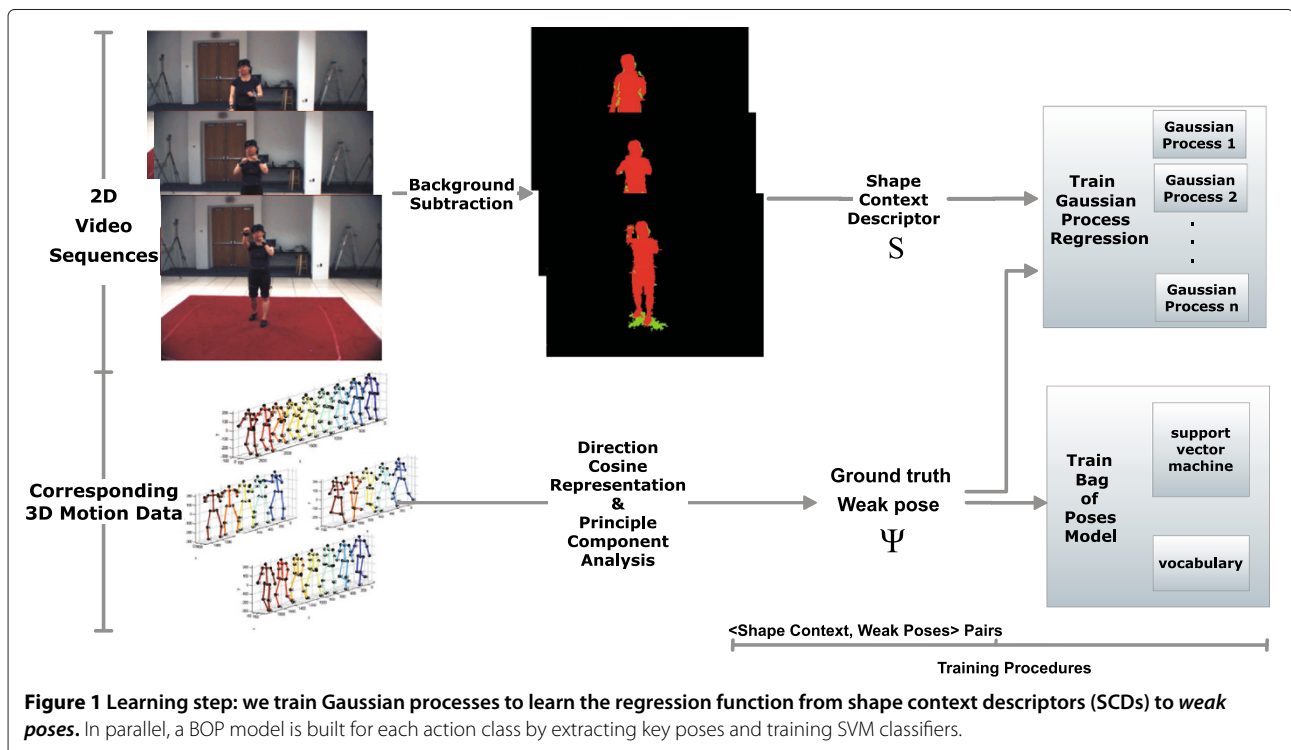 2D
Video
Sequences
Background
Subtraction
Shape
Context
Descriptor
S
Train
Gaussian
Process
Regression
Gaussian
Process 1
Gaussian
Process 2
.
.
.
Gaussian
Process n
Corresponding
3D Motion Data
Direction
Cosine
Representation
&
Principle
Component
Analysis
Ground truth
Weak pose
Ψ
Train
Bag
of
Poses
Model
support
vector
machine
vocabulary
<Shape Context, Weak Poses> Pairs
Training Procedures
Figure 1 Learning step: we train Gaussian processes to learn the regression function from shape context descriptors (SCDs) to weak
poses. In parallel, a BOP model is built for each action class by extracting key poses and training SVM classifiers.